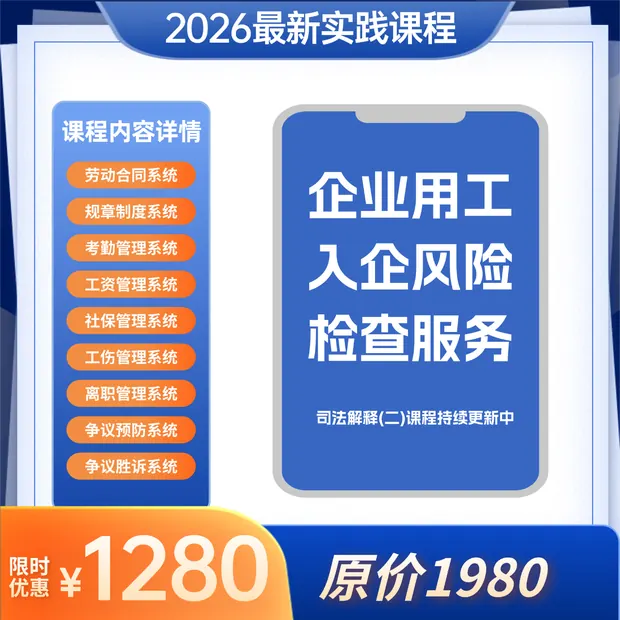 2026最新实践课程
课程内容详情
劳动合同系统
规章制度系统
考勤管理系统
工资管理系统
社保管理系统
工伤管理系统
离职管理系统
争议预防系统
争议胜诉系统
企业用工
入企风险
检查服务
司法解释(二)课程持续更新中
限时
优惠
¥1280
原价1980